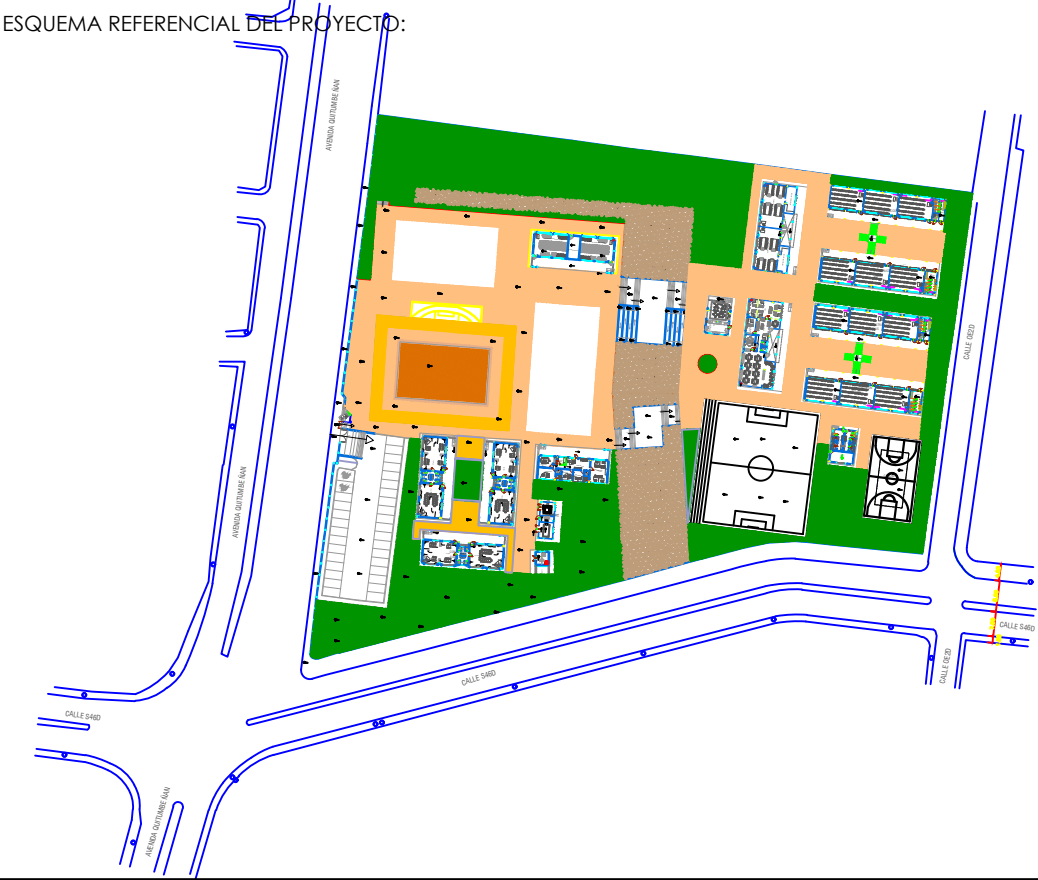 ESQUEMA REFERENCIAL DEL PROYECTO:
AVENIDA QUITUMBE ÑAN
CALLE OE2D
AVENIDA QUITUMBE ÑAN
CALLE S46D
CALLE OE2D
CALLE S46D
CALLE S46D
AVENIDA QUITUMBE ÑAN